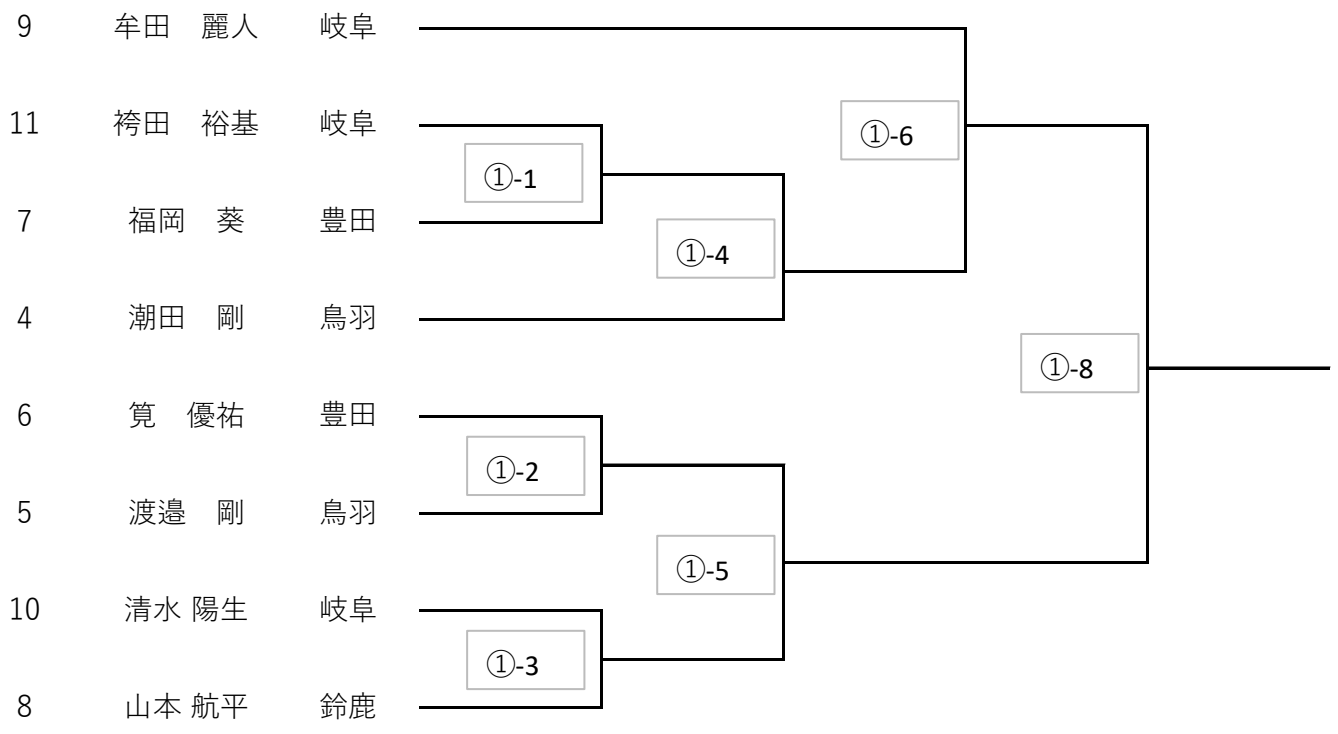 9 牟田　麗人 岐阜
11 袴田　裕基 岐阜 ①-6
①-1
7 福岡　葵 豊田
①-4
4 潮田　剛 鳥羽
①-8
6 筧　優祐 豊田
①-2
5 渡邉　剛 鳥羽
①-5
10 清水 陽生 岐阜
①-3
8 山本 航平 鈴鹿